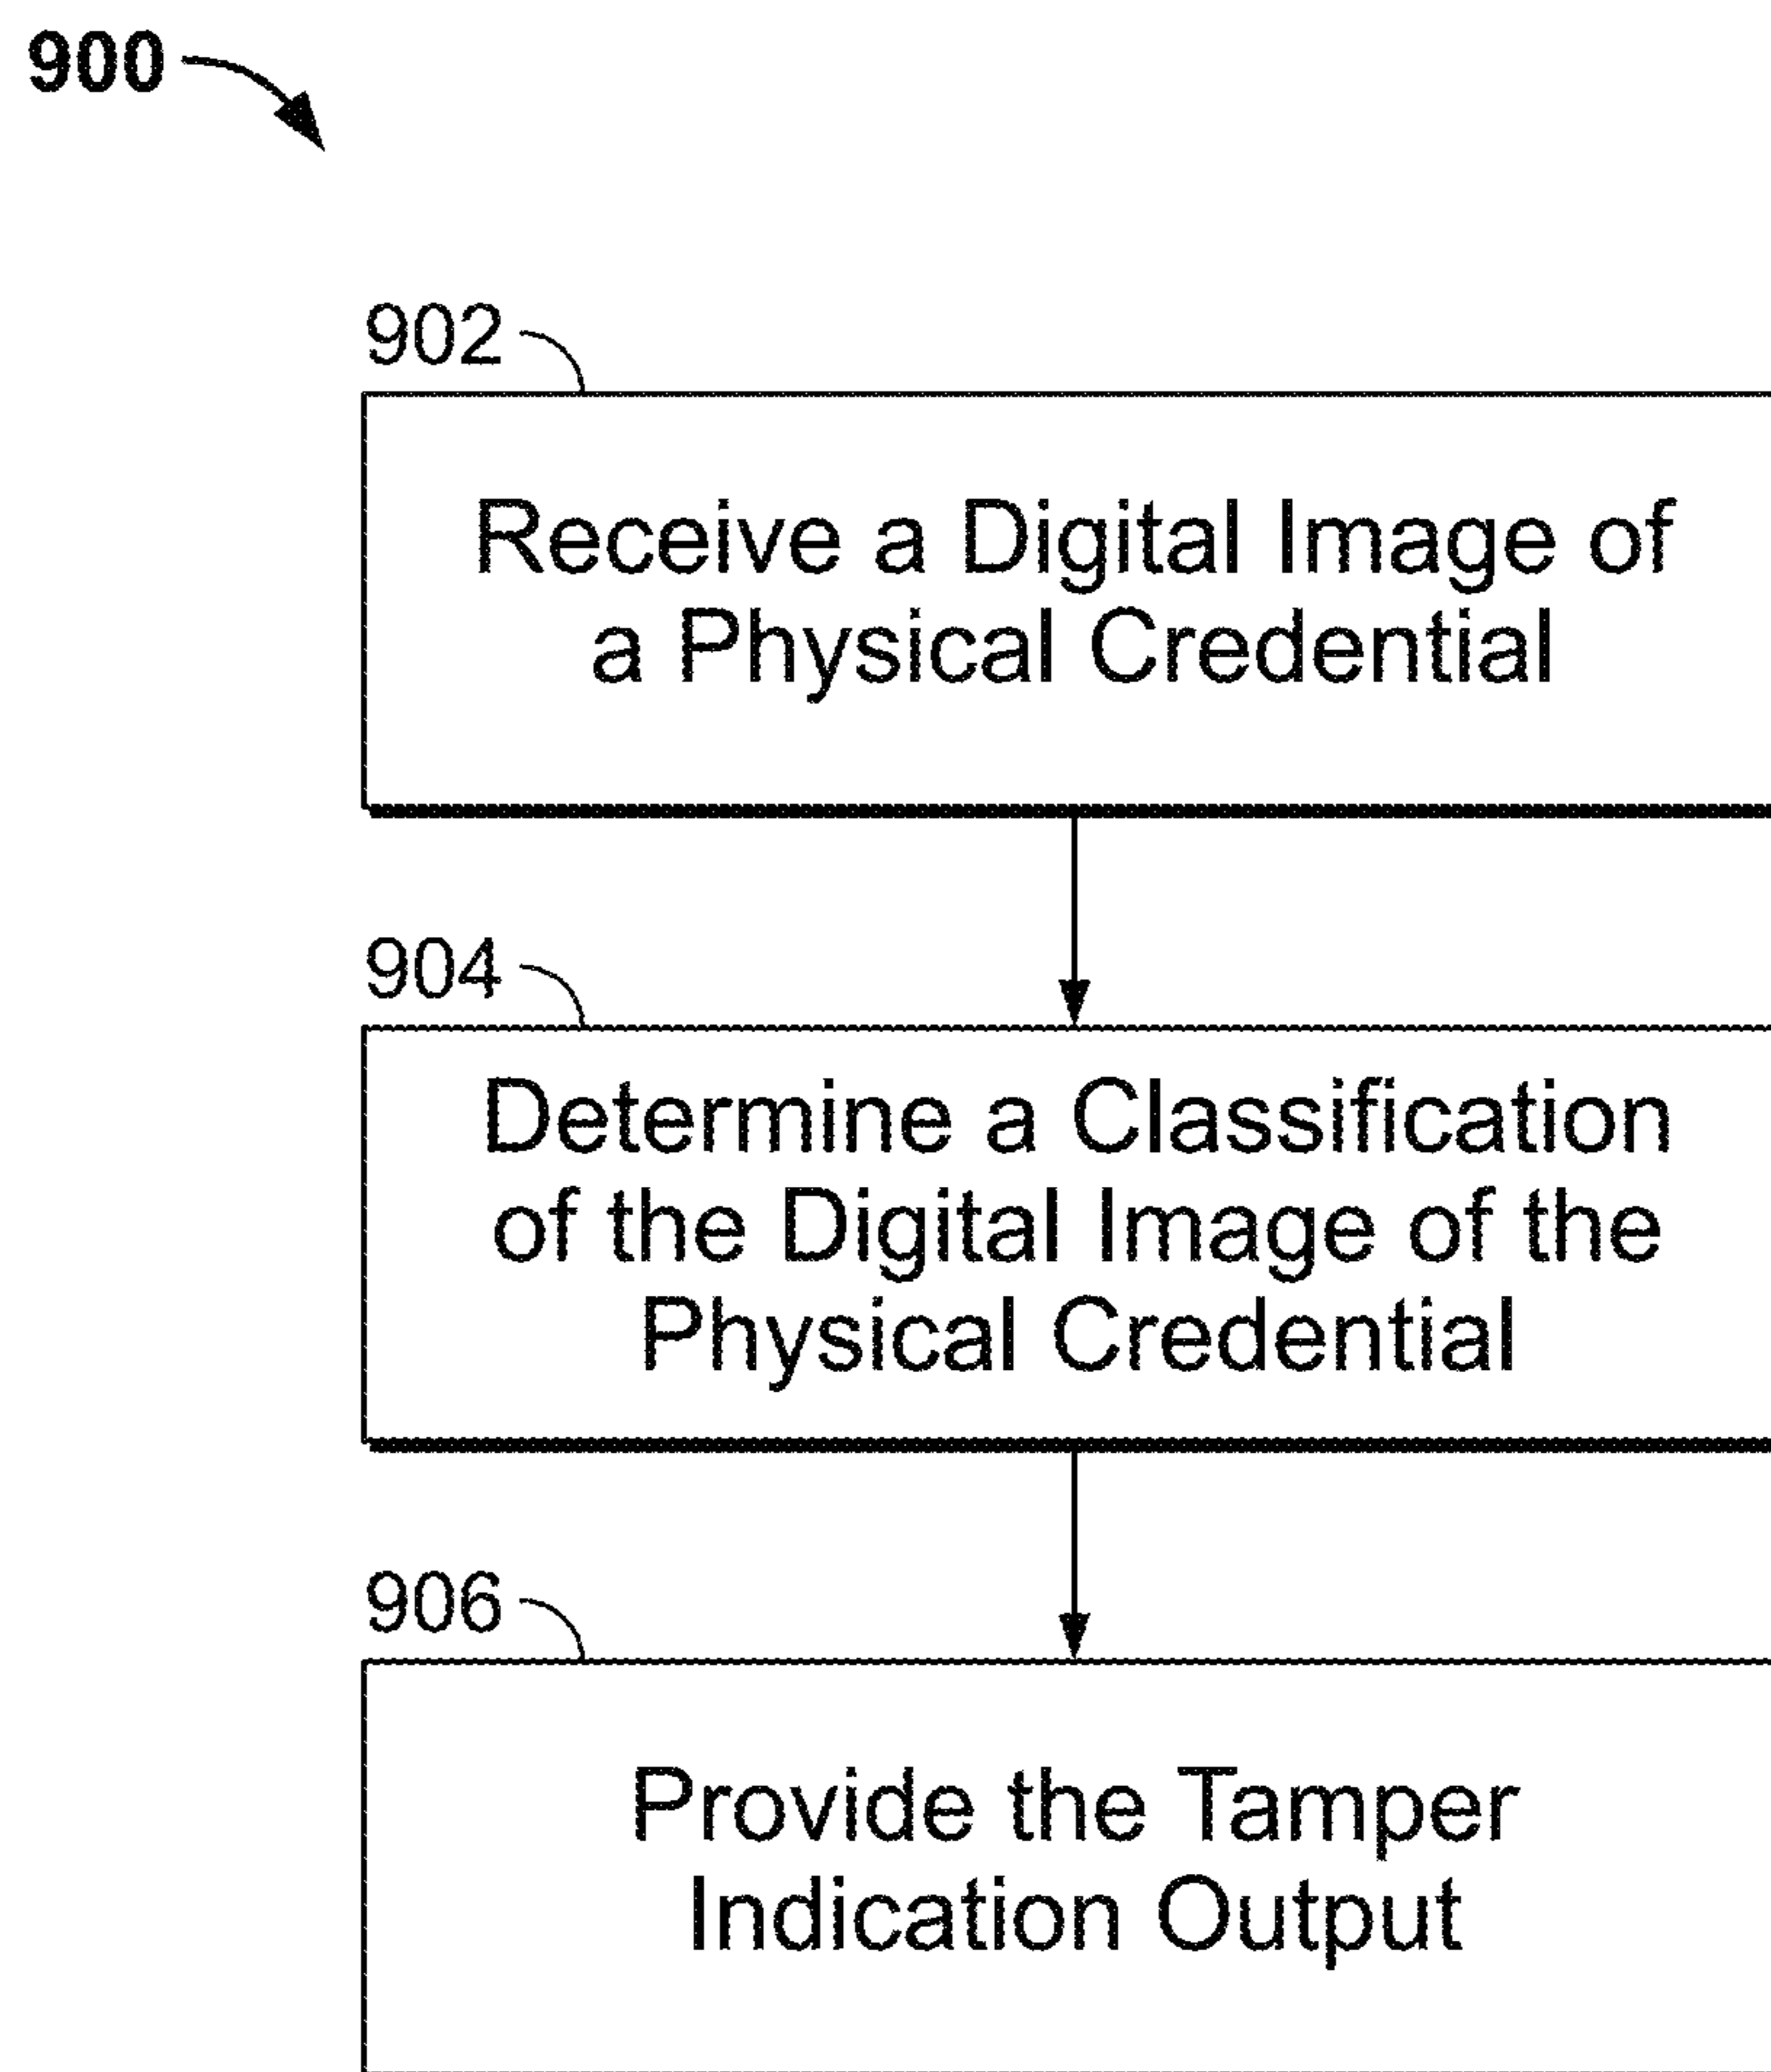 900
902
Receive a Digital Image of
a Physical Credential
904
Determine a Classification
of the Digital Image of the
Physical Credential
906
Provide the Tamper
Indication Output